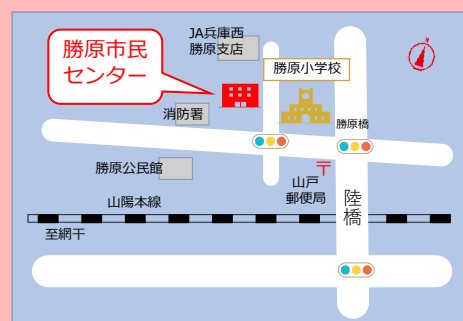 JA兵庫西
勝原支店
勝原市民
センター
勝原小学校
消防署
勝原橋
勝原公民館
〒
山戸
郵便局
陸橋
山陽本線
至網干